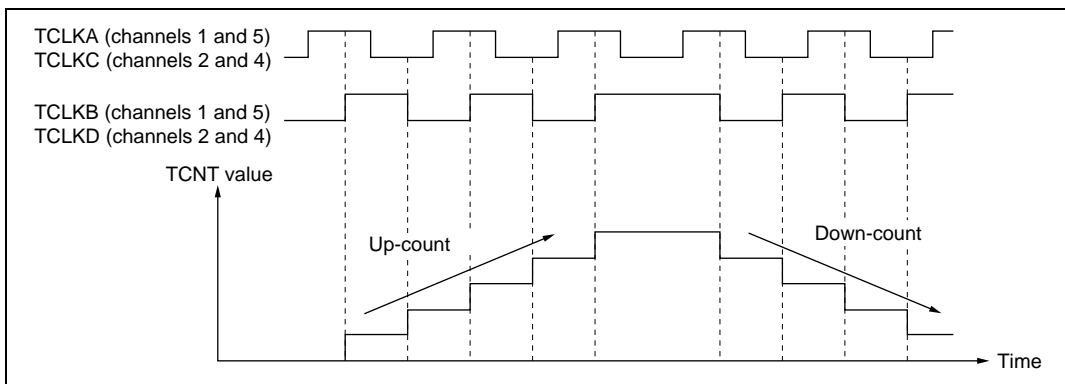 TCLKA (channels 1 and 5)
TCLKC (channels 2 and 4)
TCLKB (channels 1 and 5)
TCLKD (channels 2 and 4)
TCNT value
Up-count
Down-count
Time